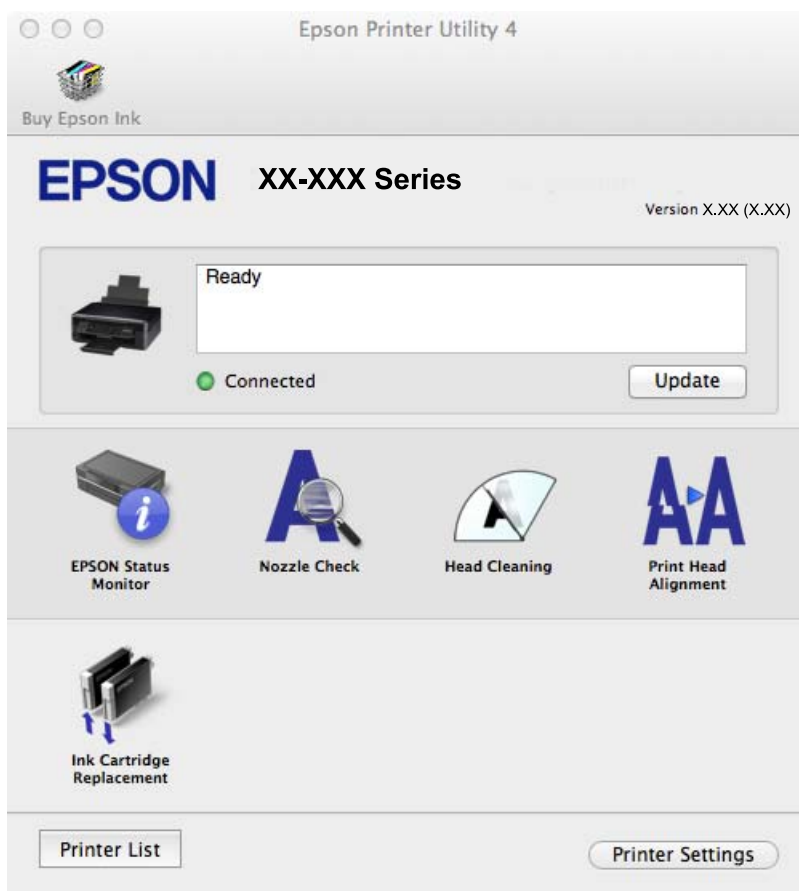 Epson Printer Utility 4
Buy Epson Ink
EPSON XX-XXX Series
Version X.XX (X.XX)
Ready
Connected
Update
EPSON Status
Monitor
Nozzle Check
Head Cleaning
Print Head
Alignment
Ink Cartridge
Replacement
Printer List
Printer Settings